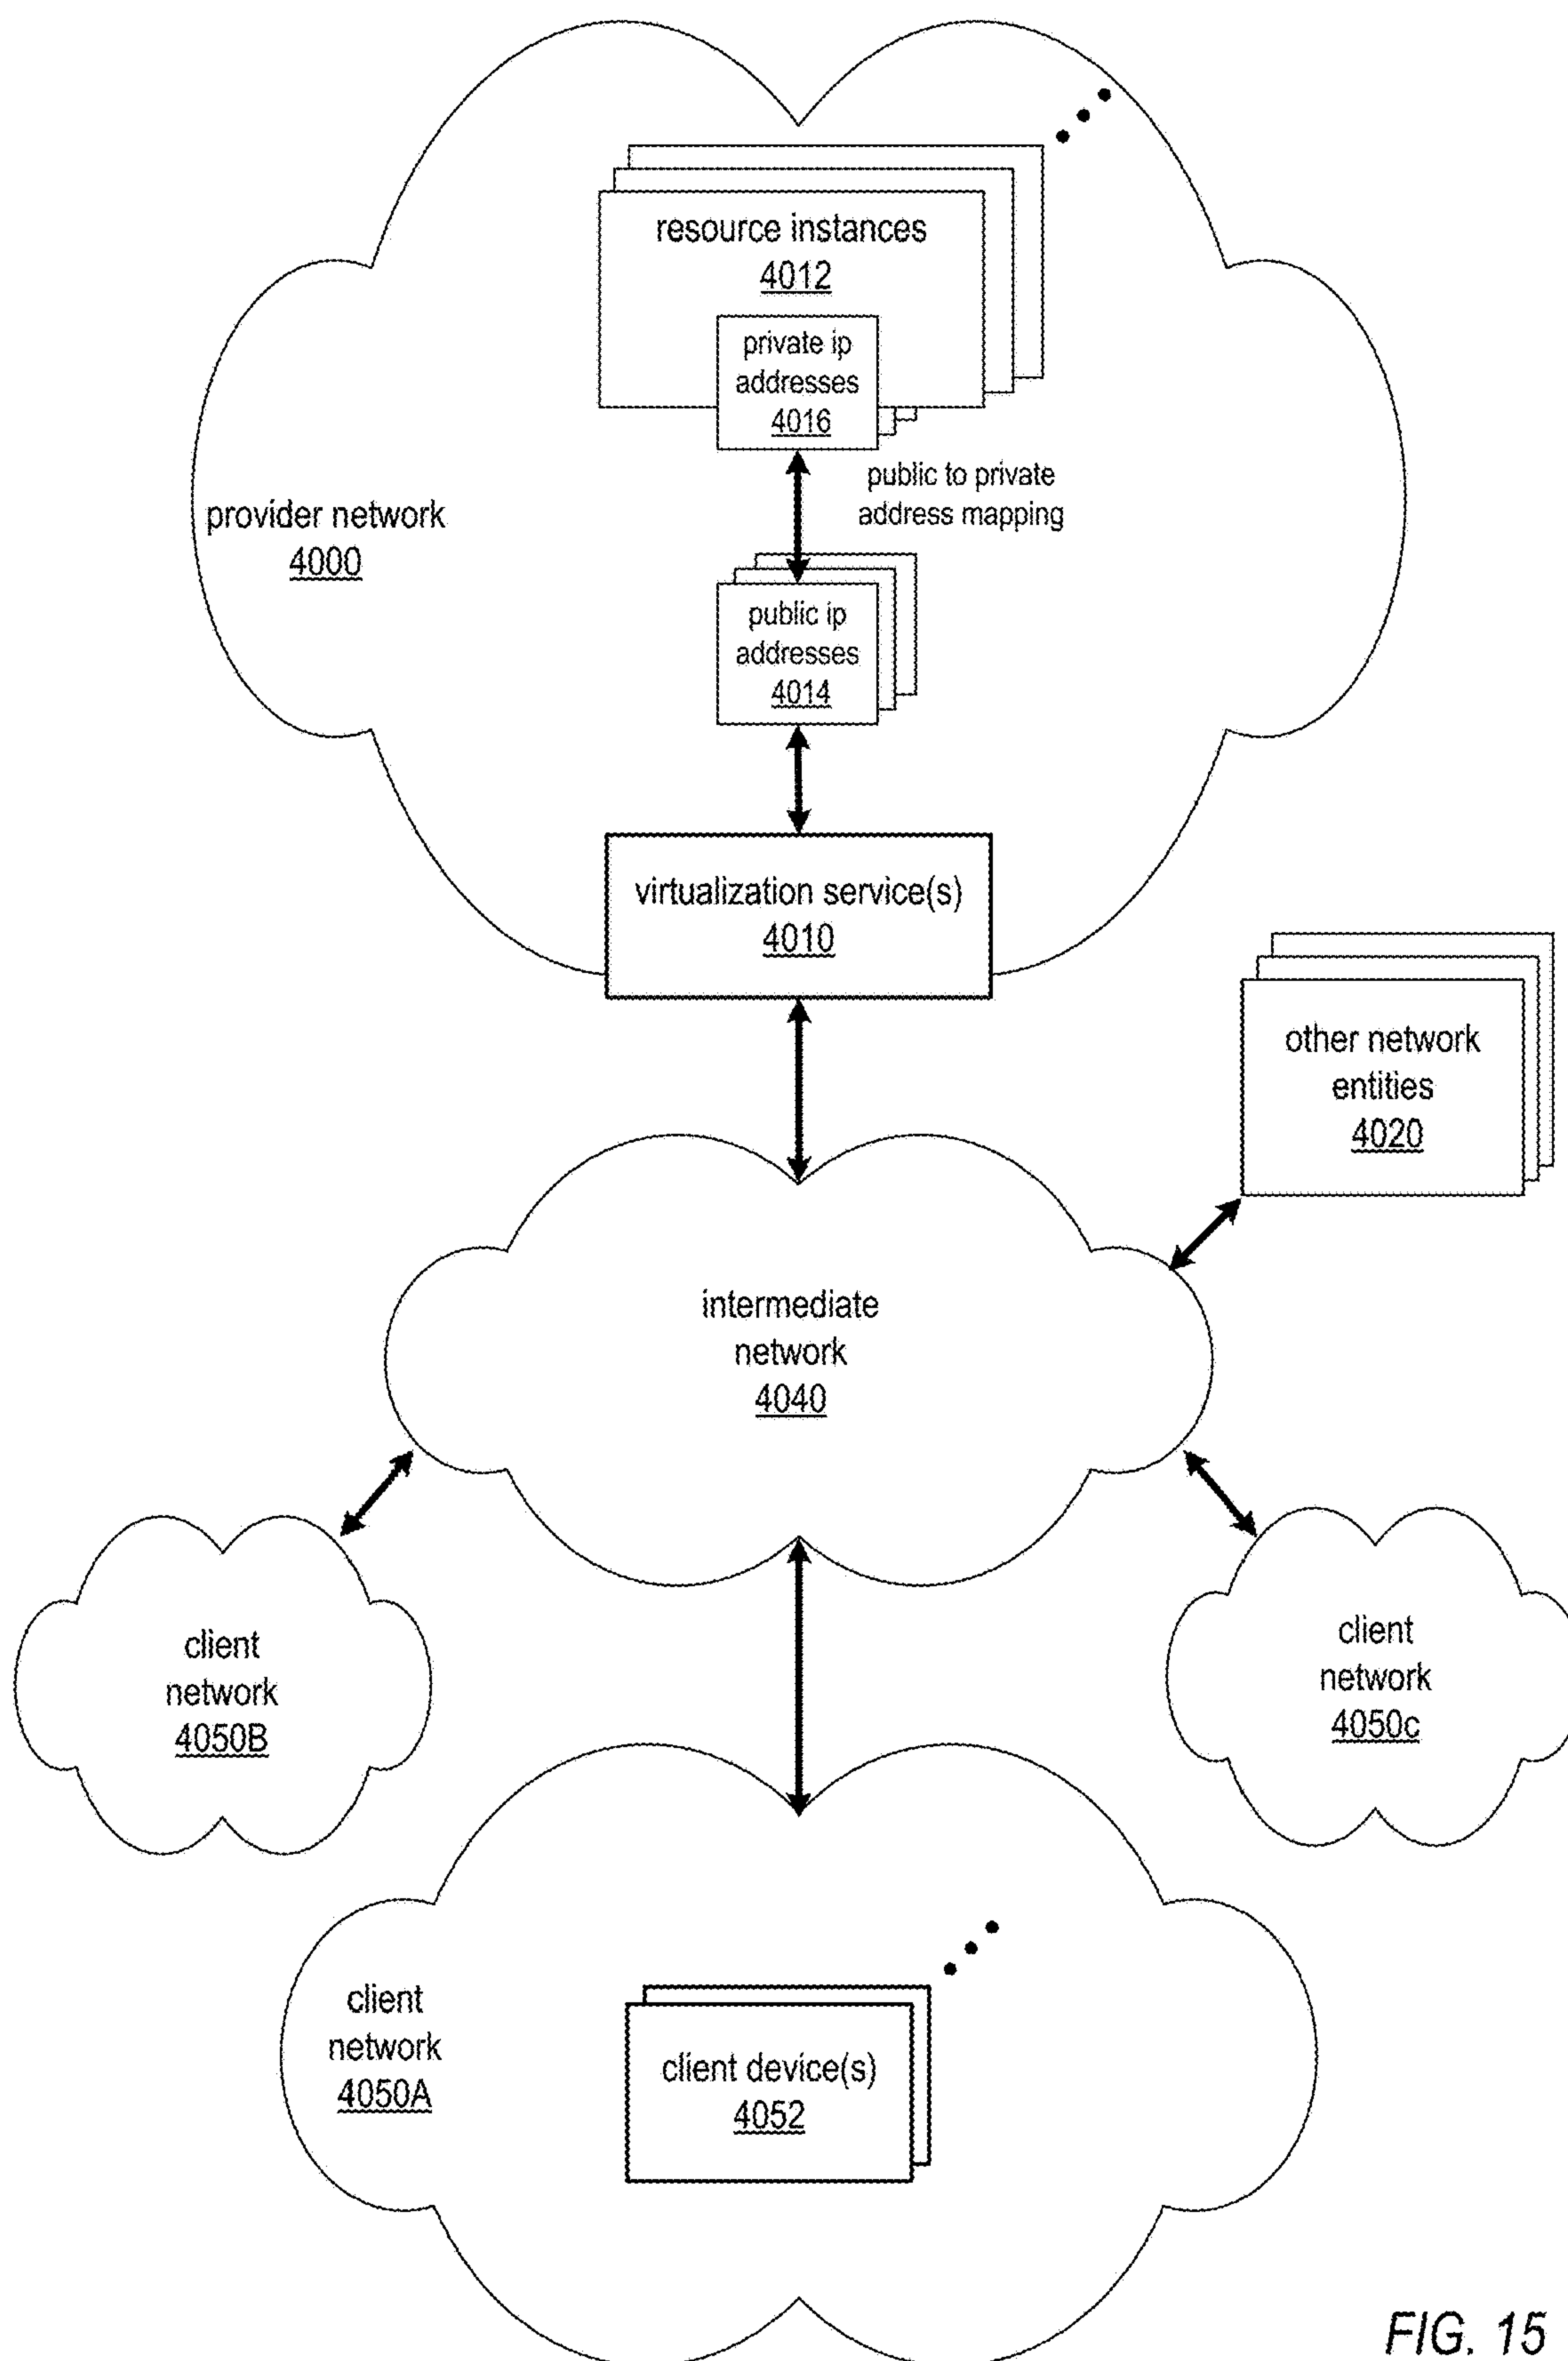 resource instances
4012
private ip
addresses
4016
public to private
address mapping
provider network
4000
public ip
addresses
4014
virtualization service(s)
4010
other network
entities
4020
intermediate
network
4040
client
network
4050B
client
network
4050c
client
network
4050A
client device(s)
4052
FIG. 15